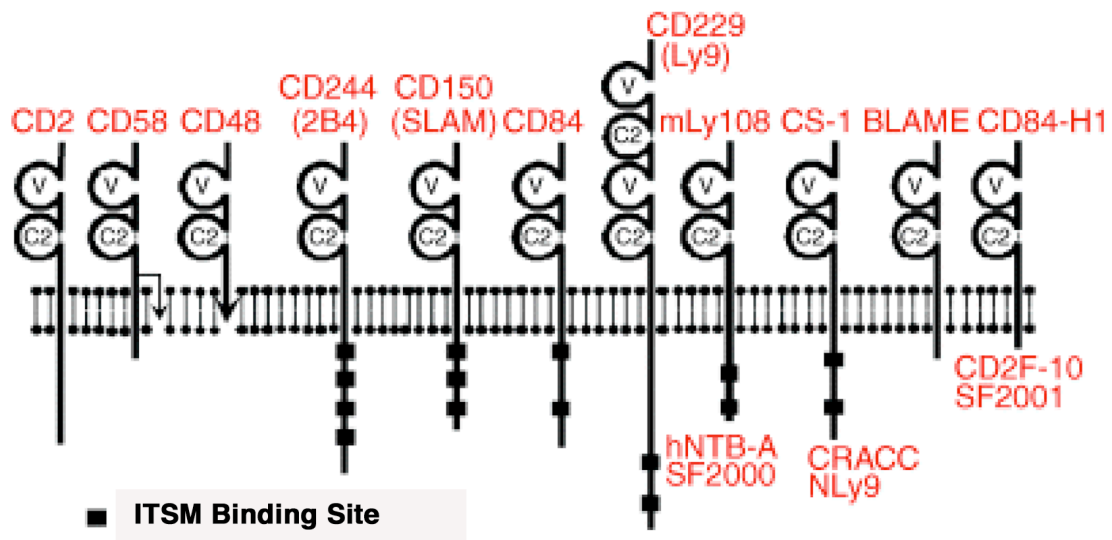 CD229
(Ly9)
CD244
(2B4)
CD150
(SLAM)
CD2 CD58 CD48 CD84 mLy108 CS-1 BLAME CD84-H1
V
C2
V V V V V V V V V V V
C2 C2 C2 C2 C2 C2 C2 C2 C2 C2
CD2F-10
SF2001
hNTB-A
SF2000
CRACC
NLy9
ITSM Binding Site